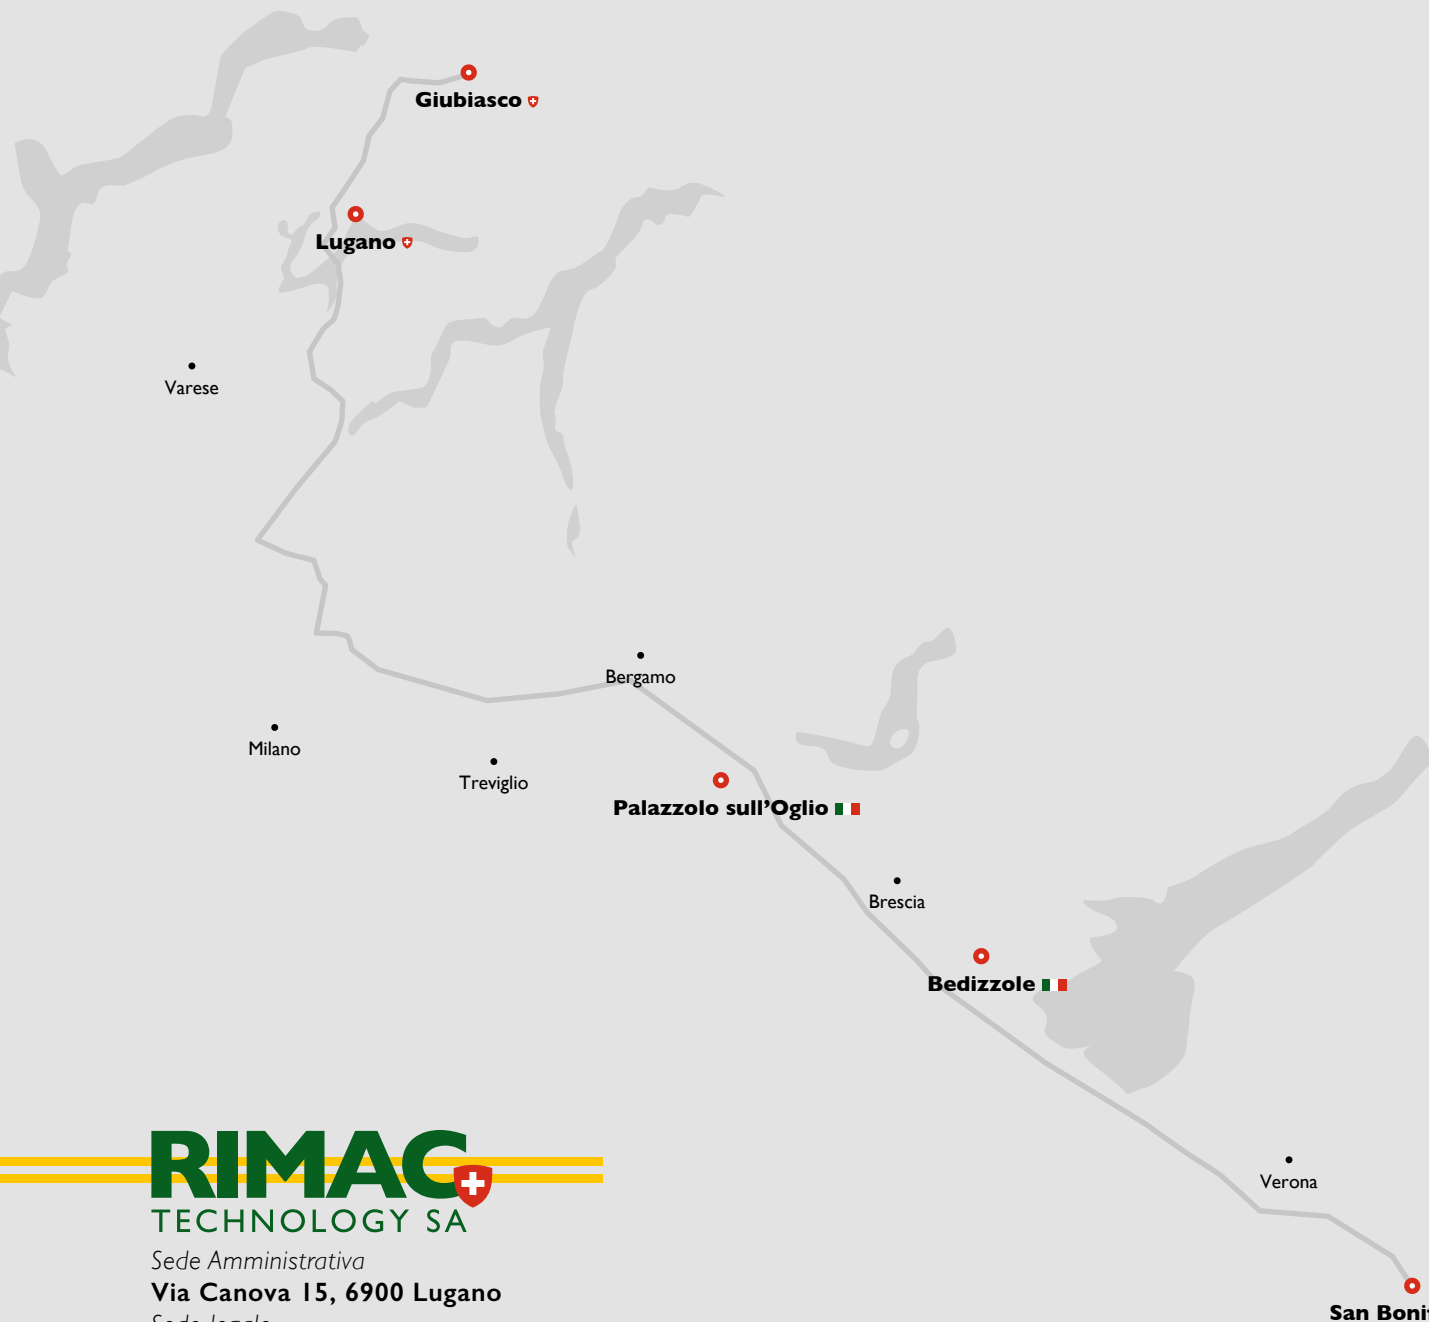 Giubiasco
Lugano
Varese
Bergamo
Milano
Treviglio
Palazzolo sull’Oglio
Brescia
Bedizzole
Verona
San
RIMAC
TECHNOLOGY SA
Sede Amministrativa
Via Canova 15, 6900 Lugano